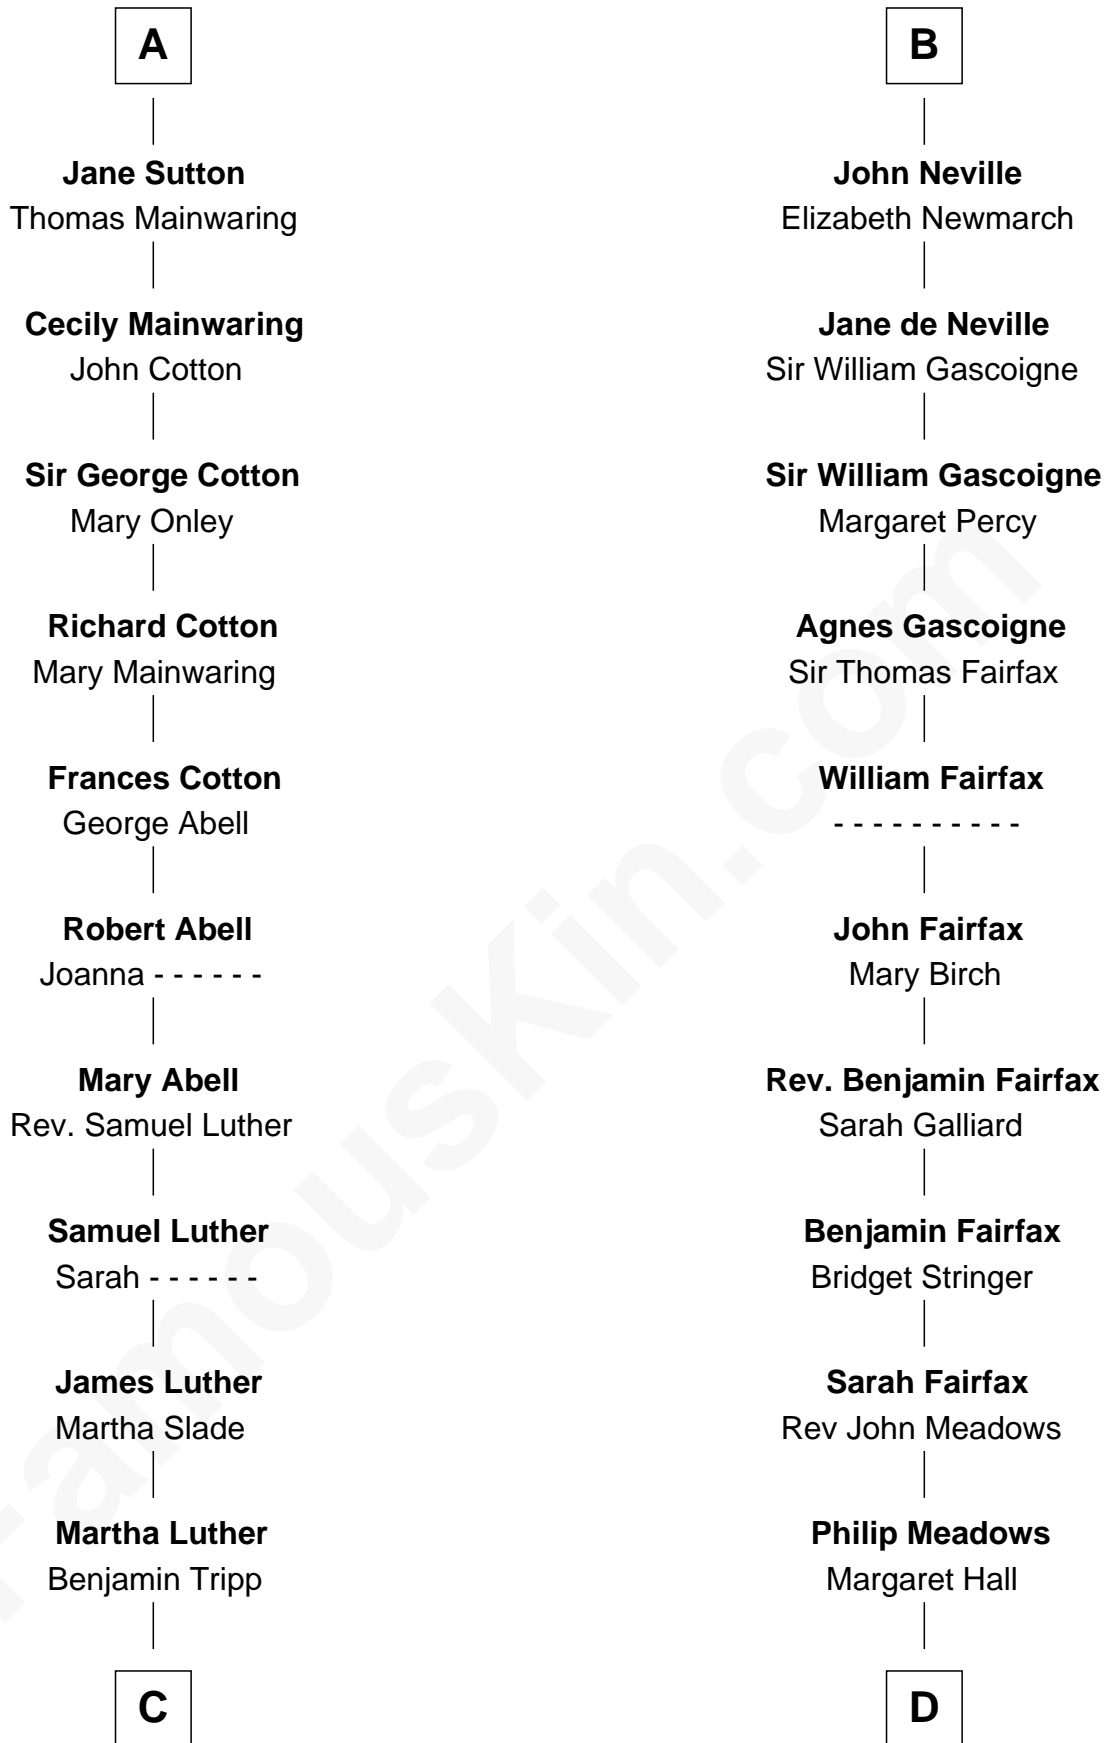 A
Jane Sutton
Thomas Mainwaring
Cecily Mainwaring
John Cotton
Sir George Cotton
Mary Onley
Richard Cotton
Mary Mainwaring
Frances Cotton
George Abell
Robert Abell
Joanna - - - - - -
Mary Abell
Rev. Samuel Luther
Samuel Luther
Sarah - - - - - -
James Luther
Martha Slade
Martha Luther
Benjamin Tripp
C
B
John Neville
Elizabeth Newmarch
Jane de Neville
Sir William Gascoigne
Sir William Gascoigne
Margaret Percy
Agnes Gascoigne
Sir Thomas Fairfax
William Fairfax
- - - - - - - - - -
John Fairfax
Mary Birch
Rev. Benjamin Fairfax
Sarah Galliard
Benjamin Fairfax
Bridget Stringer
Sarah Fairfax
Rev John Meadows
Philip Meadows
Margaret Hall
D
FamousKin.com